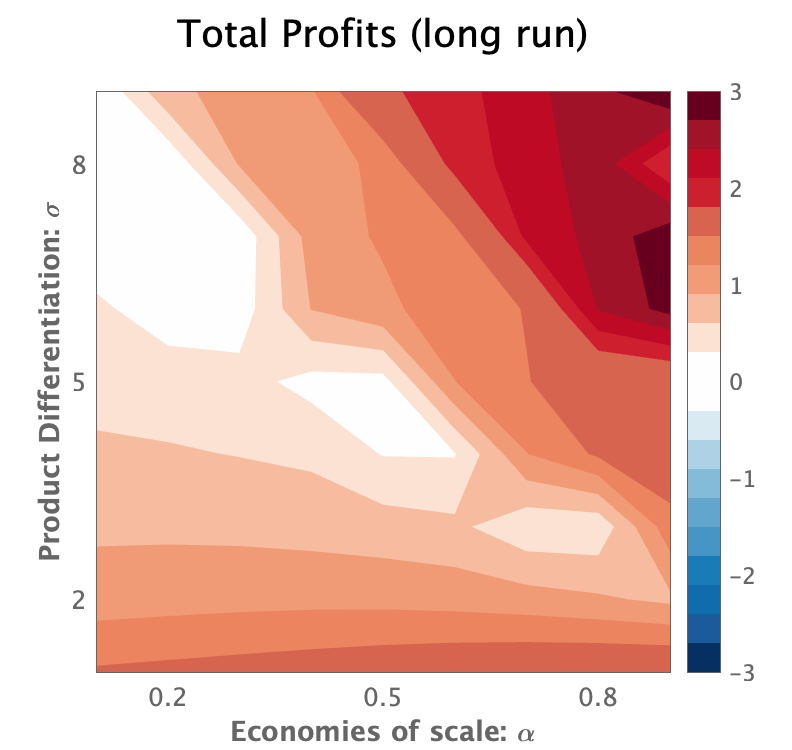 Total Profits (long run)
3
8
2
1
5
0
−1
2
−2
−3
0.2 0.5 0.8
Product Differentiation: σ
Economies of scale: α